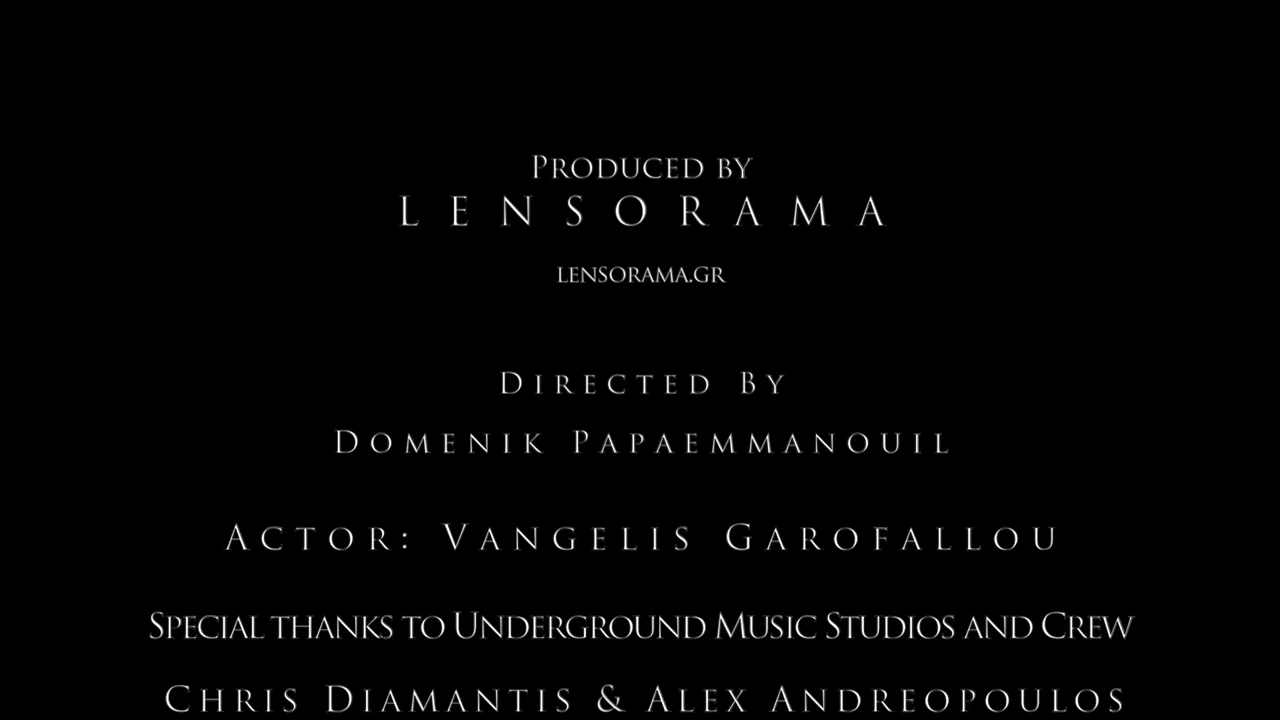 Produced by
LENSORAMA
lensorama.gr
Directed By
Domenik Papaemmanouil
Actor: Vangelis Garofallou
Special thanks to Underground Music Studios and Crew
Chris Diamantis & Alex Andreopoulos